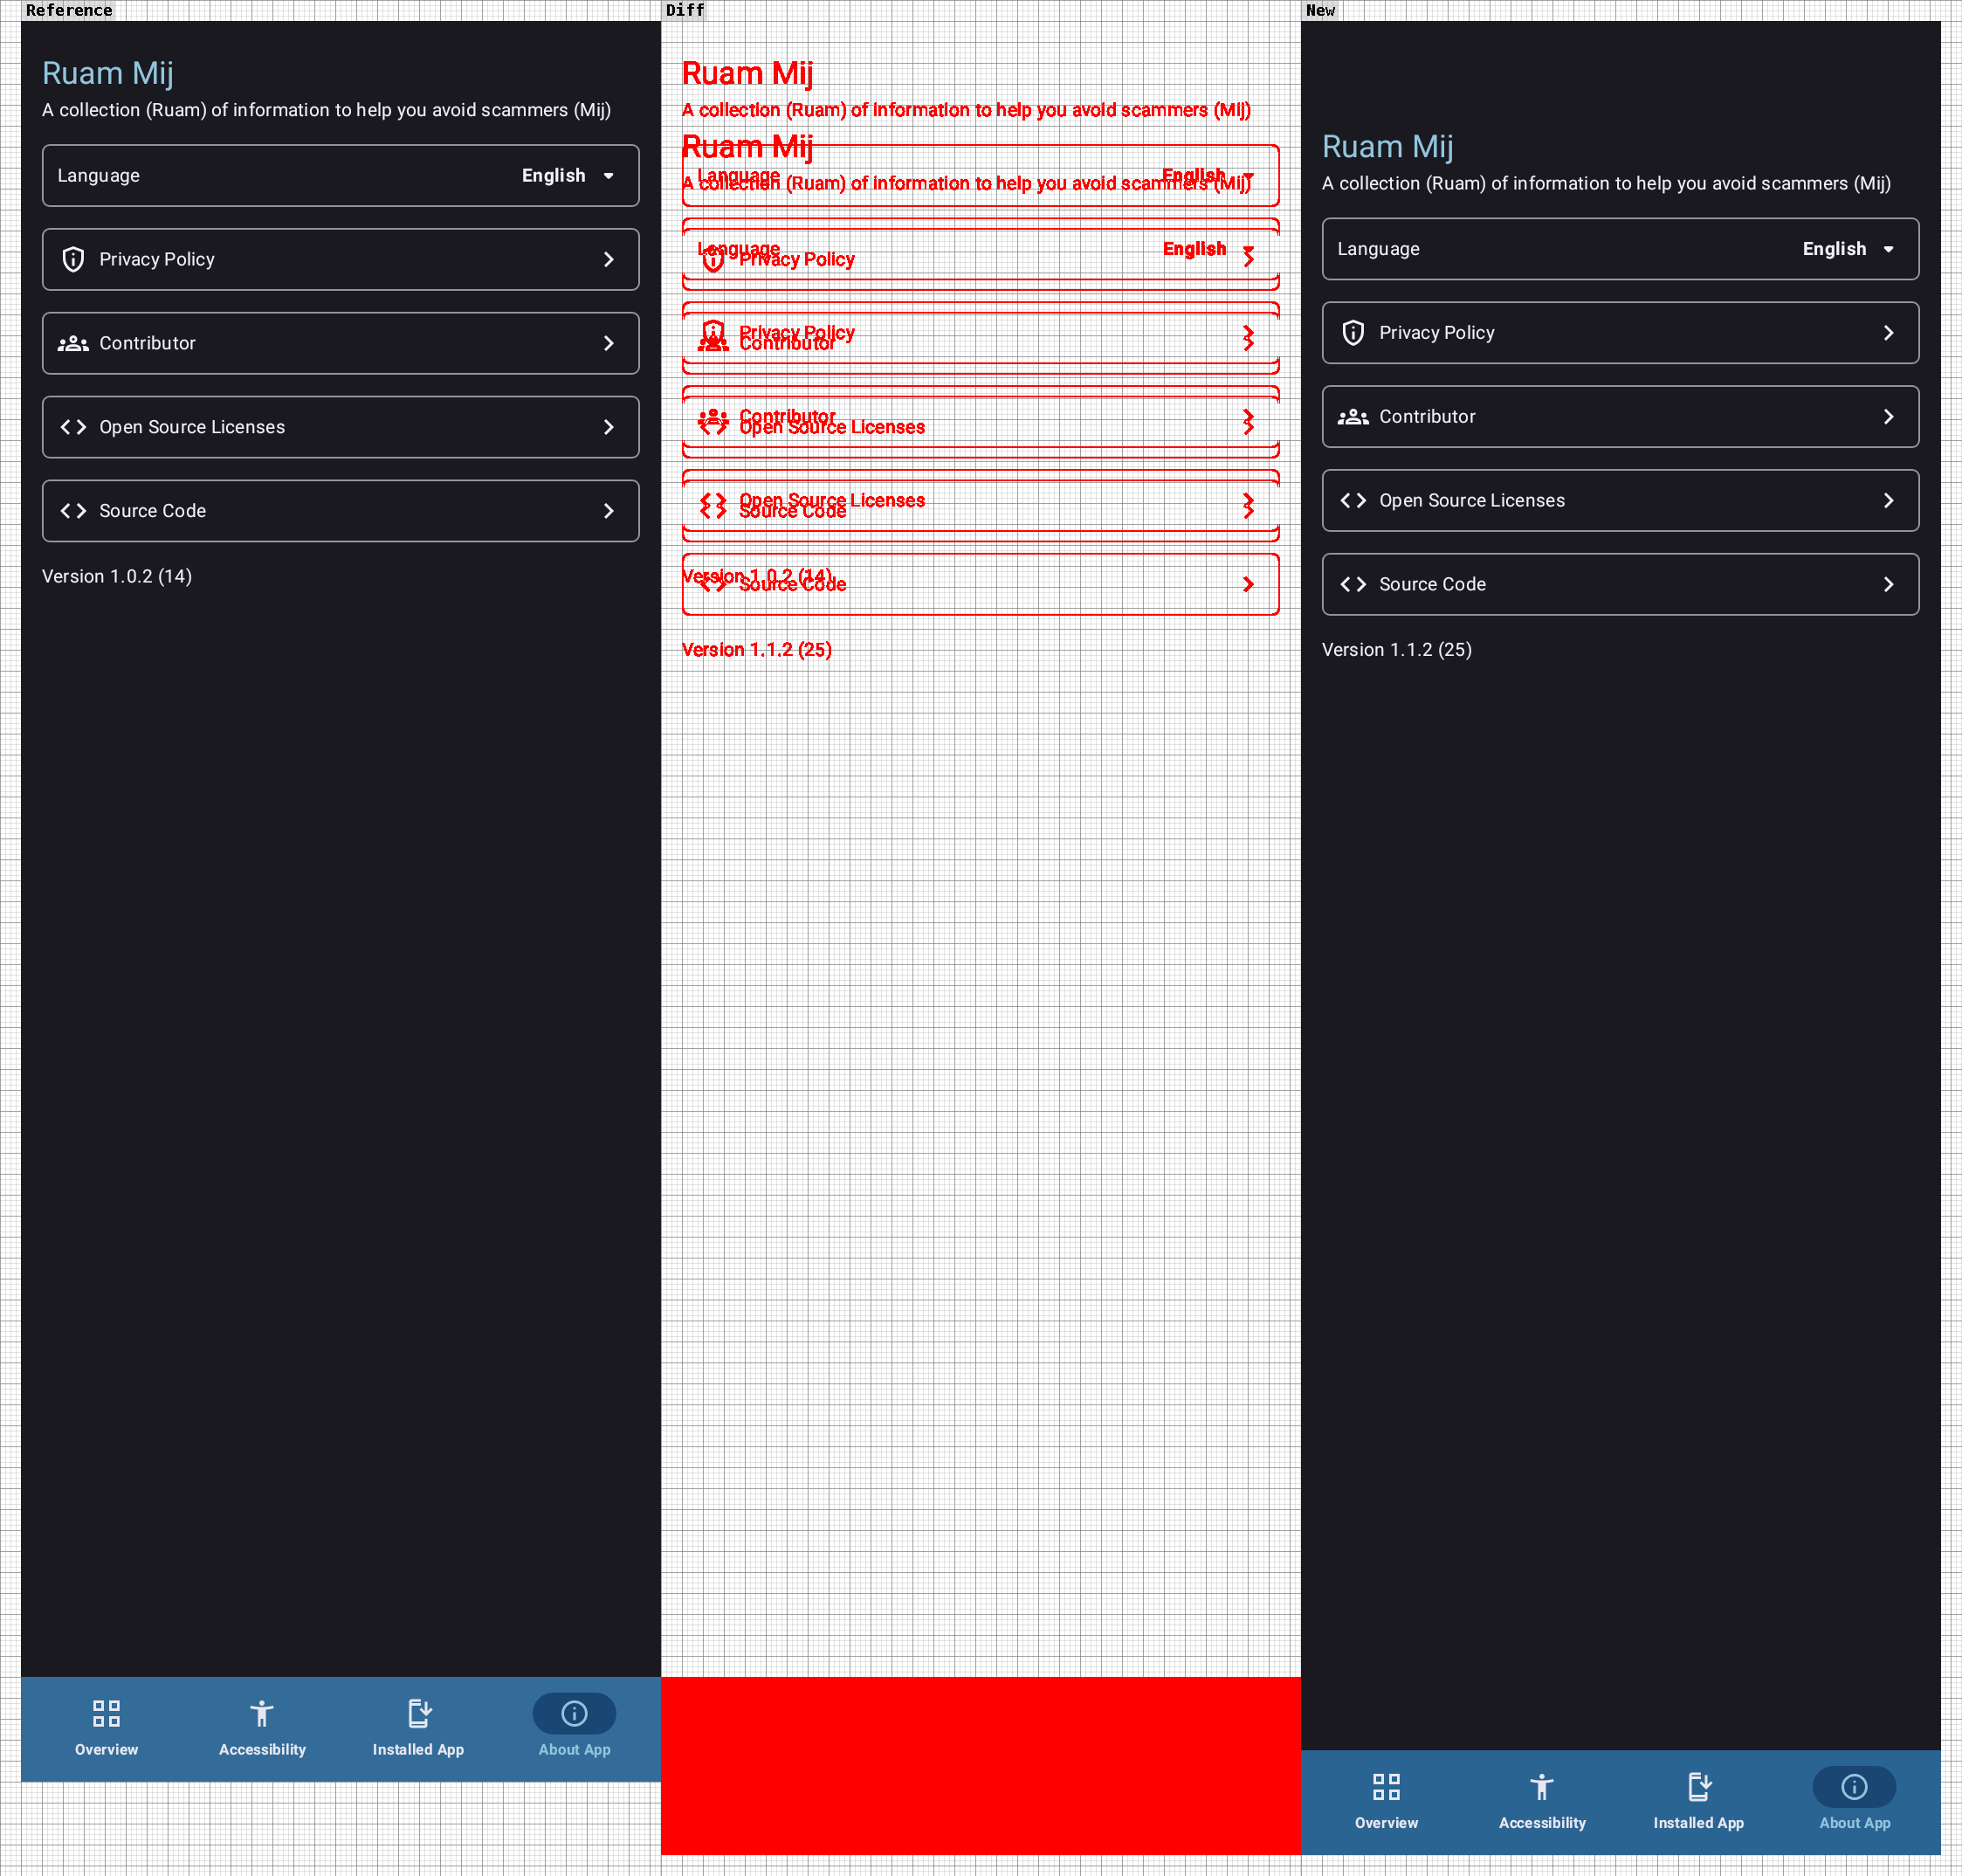 Reference
Ruam Mij
A collection (Ruam) of information to help you avoid scammers (Mij)
Language English
Privacy Policy
Contributor
Open Source Licenses
Source Code
Version 1.0.2 (14)
Overview Accessibility Installed App About App
Diff
Ruam Mij
A collection (Ruam) of information to help you avoid scammers (Mij)
Ruam Mij
Language English
A collection (Ruam) of information to help you avoid scammers (Mij)
Language English
Privacy Policy
Privacy Policy
Contributor
Contributor
Open Source Licenses
Open Source Licenses
Source Code
Version 1.0.2 (14)
Source Code
Version 1.1.2 (25)
New
Ruam Mij
A collection (Ruam) of information to help you avoid scammers (Mij)
Language English
Privacy Policy
Contributor
Open Source Licenses
Source Code
Version 1.1.2 (25)
Overview Accessibility Installed App About App